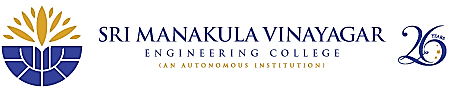 SRI MANAKULA VINAYAGAR
ENGINEERING COLLEGE
(AN AUTONOMOUS INSTITUTION)
26 YEARS